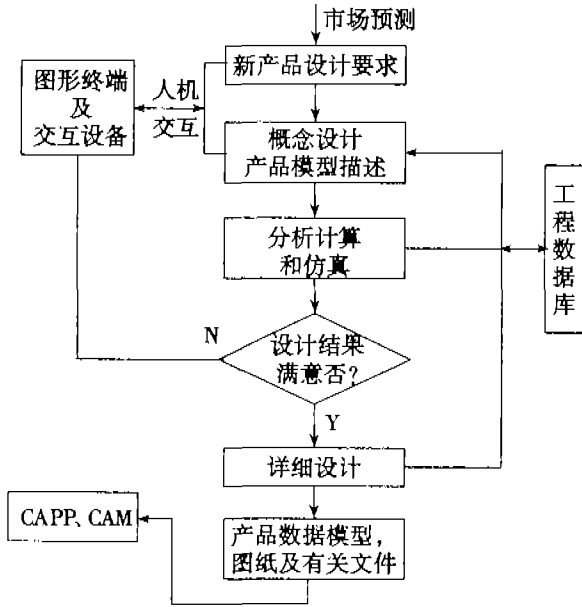 市场预测
新产品设计要求
图形终端
及
交互设备
人机
交互
概念设计
产品模型描述
分析计算
和仿真
工程数据库
N
设计结果
满意否?
Y
详细设计
CAPP、CAM
产品数据模型，
图纸及有关文件